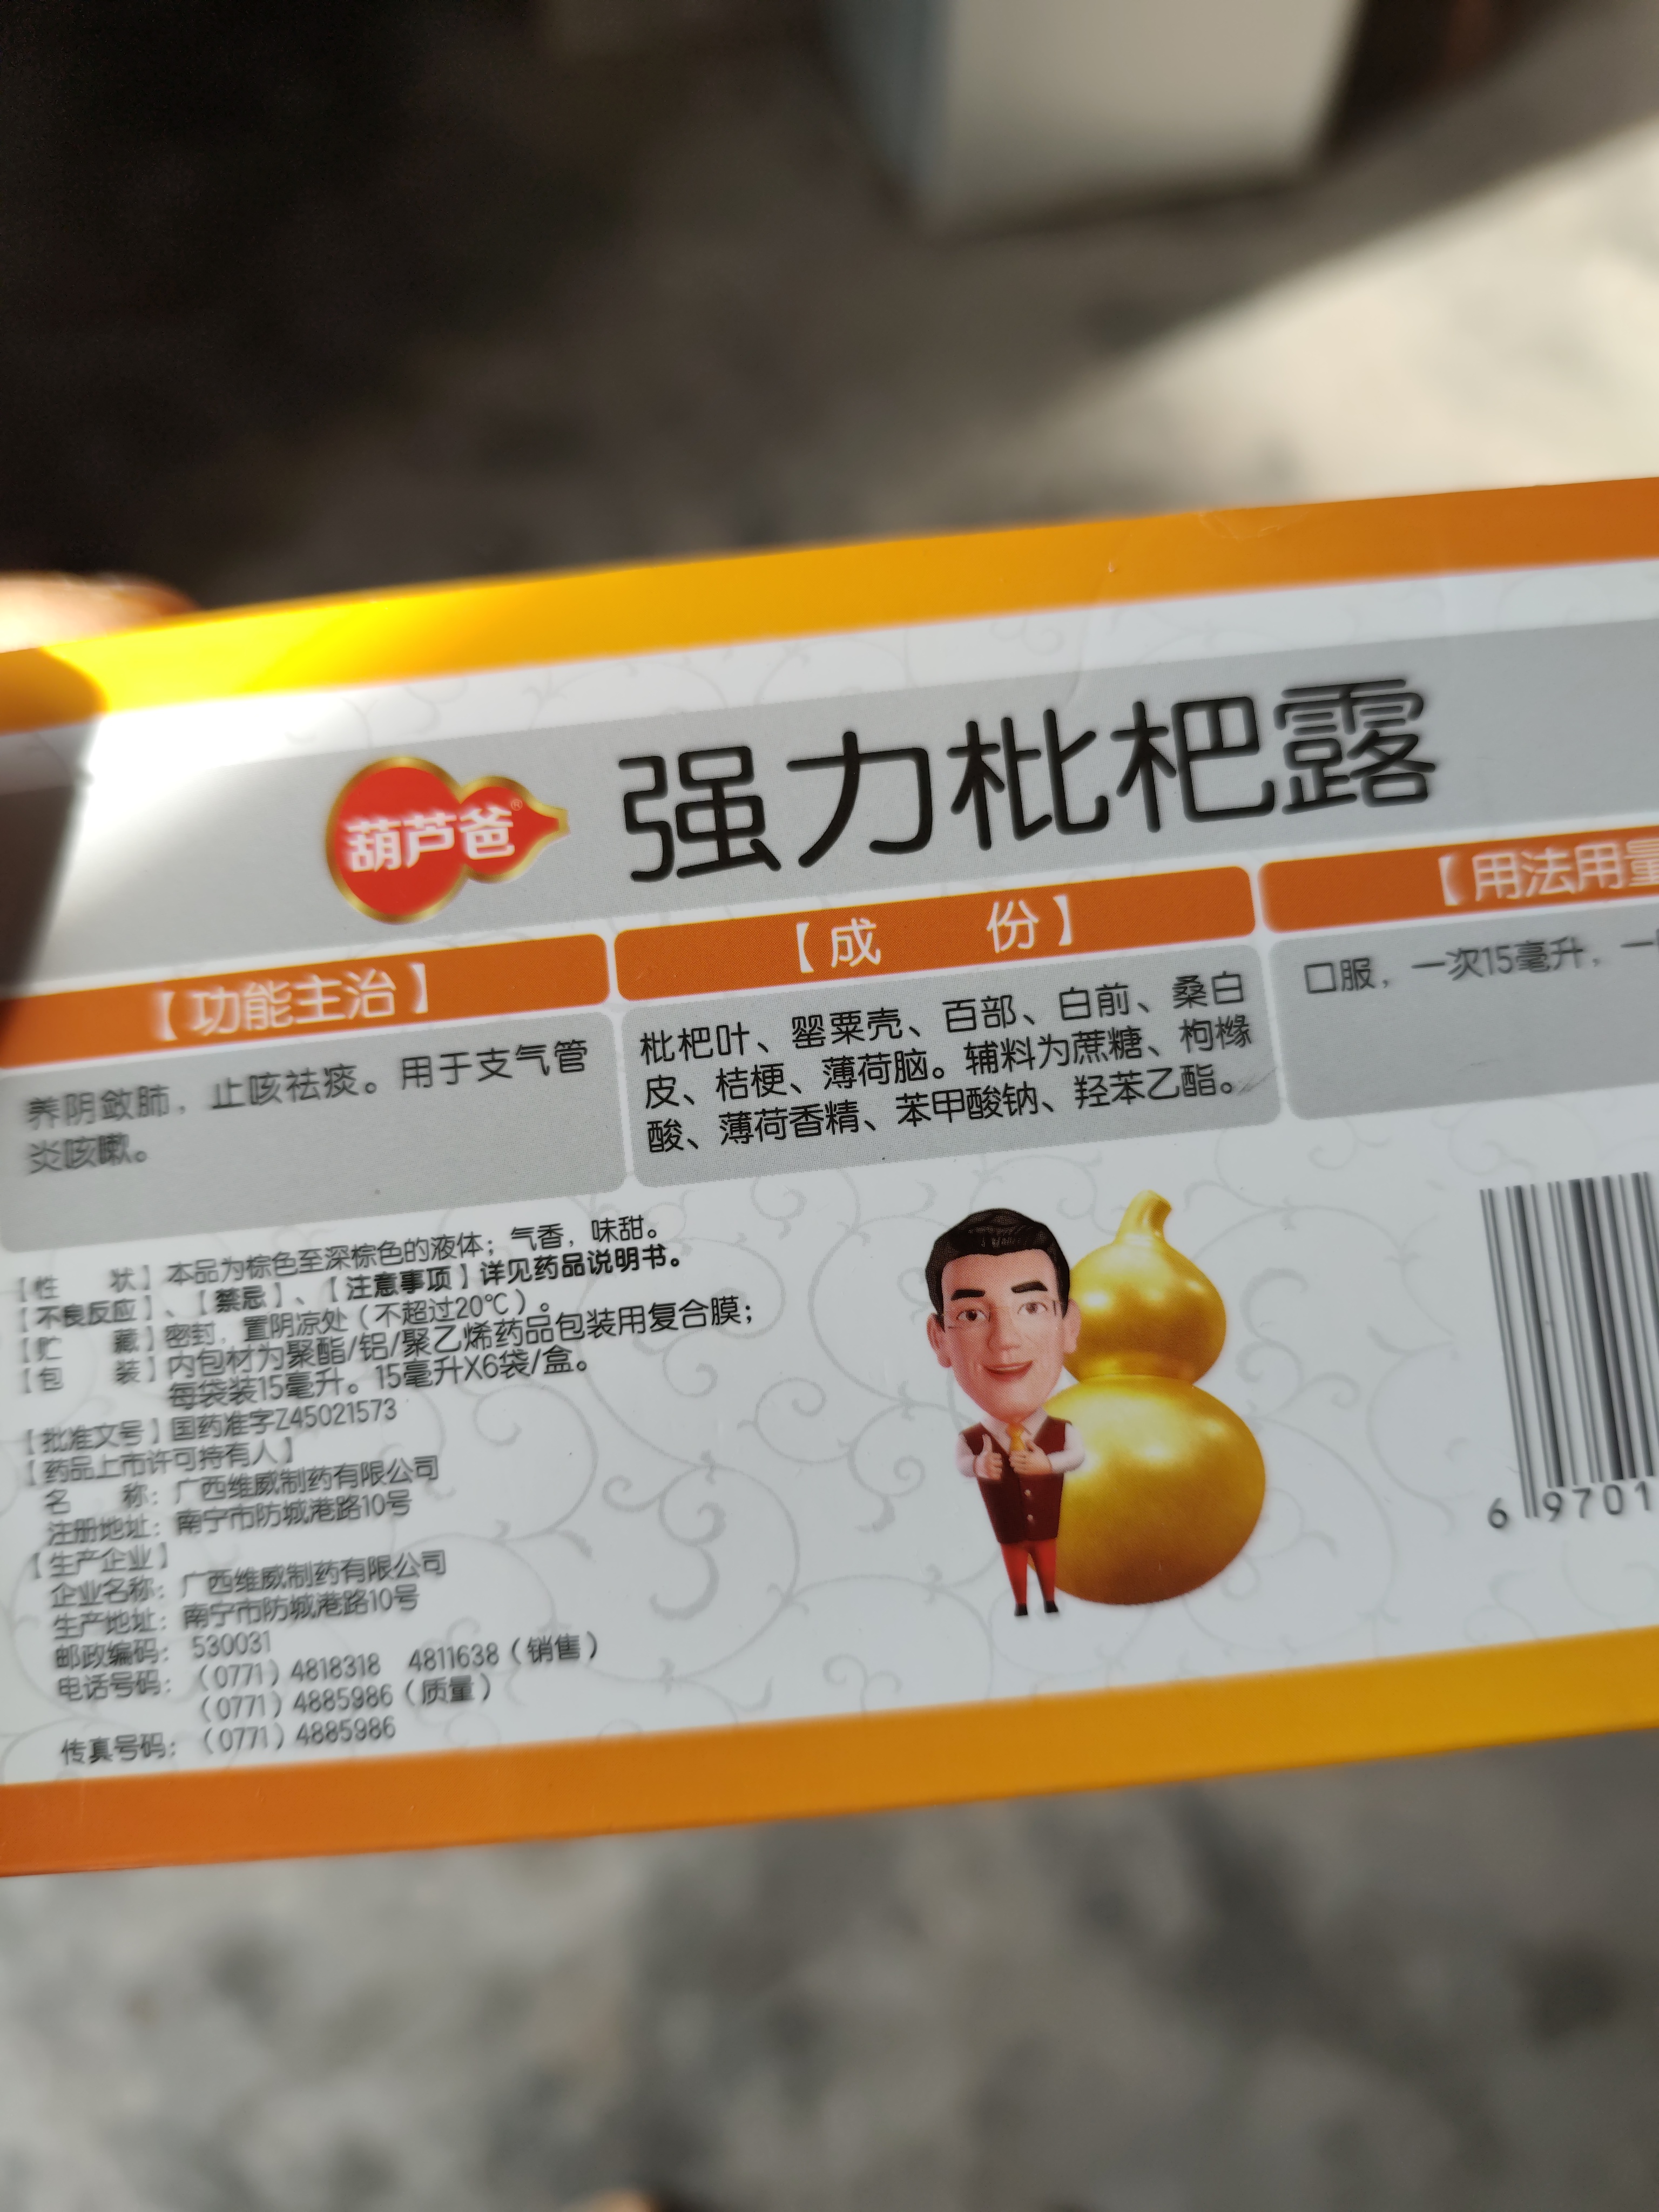 葫芦爸®
强力枇杷露
【功能主治】
养阴敛肺，止咳祛痰。用于支气管
炎咳嗽。
【成 份】
枇杷叶、罂粟壳、百部、白前、桑白
皮、桔梗、薄荷脑。辅料为蔗糖、枸橼
酸、薄荷香精、苯甲酸钠、羟苯乙酯。
【用法用量
口服，一次15毫升，一
【性 状】本品为棕色至深棕色的液体；气香，味甜。
【不良反应】、【禁忌】、【注意事项】详见药品说明书。
【贮 藏】密封，置阴凉处（不超过20℃）。
【包 装】内包材为聚酯/铝/聚乙烯药品包装用复合膜；
每袋装15毫升。15毫升X6袋/盒。
【批准文号】国药准字Z45021573
【药品上市许可持有人】
名 称：广西维威制药有限公司
注册地址：南宁市防城港路10号
【生产企业】
企业名称：广西维威制药有限公司
生产地址：南宁市防城港路10号
邮政编码：530031
电话号码：（0771）4818318 4811638（销售）
（0771）4885986（质量）
传真号码：（0771）4885986
6 9701